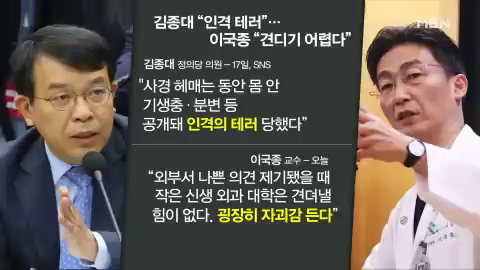 MBN
김종대 “인격 테러”…
이국종 “견디기 어렵다”
김종대 정의당 의원 – 17일, SNS
"사경 헤매는 동안 몸 안
기생충·분변 등
공개돼 인격의 테러 당했다”
이국종 교수 – 오늘
“외부서 나쁜 의견 제기됐을 때
작은 신생 외과 대학은 견뎌낼
힘이 없다. 굉장히 자괴감 든다”